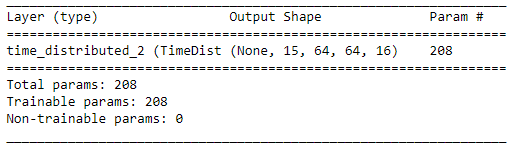 _________________________________________________________________
Layer (type)                 Output Shape              Param #
=================================================================
time_distributed_2 (TimeDist (None, 15, 64, 64, 16)    208
=================================================================
Total params: 208
Trainable params: 208
Non-trainable params: 0
_________________________________________________________________